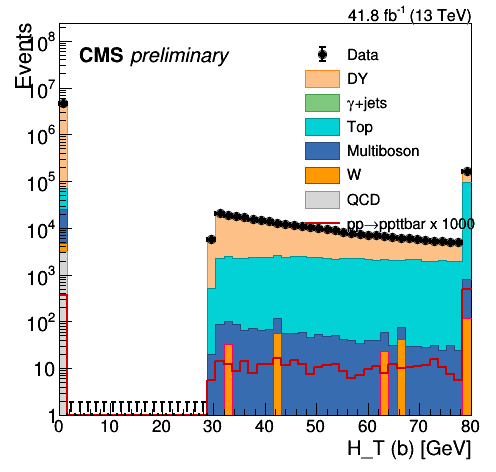 41.8 fb⁻¹ (13 TeV)
Events
CMS preliminary
Data
DY
γ+jets
Top
Multiboson
W
QCD
pp→ppttbar x 1000
10⁸
10⁷
10⁶
10⁵
10⁴
10³
10²
10
1
0 10 20 30 40 50 60 70 80
H_T (b) [GeV]